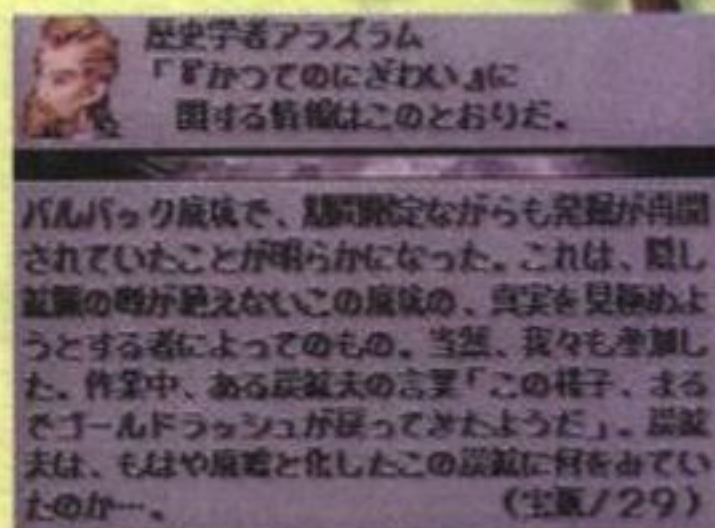 歴史学者アラズラム
「『かつてのにぎわい』に
関する情報はこのとおりだ。
バルバック廃坑で、期間限定ながらも発掘が再開
されていたことが明らかになった。これは、隠し
鉱脈の噂が絶えないこの廃坑の、真実を見極めよ
うとする者によってのもの。当然、我々も参加し
た。作業中、ある炭鉱夫の言葉「この様子、まる
でゴールドラッシュが戻ってきたようだ」。炭鉱
夫は、もはや廃墟と化したこの炭鉱に何をみてい
たのか…。
(宝瓶/29)